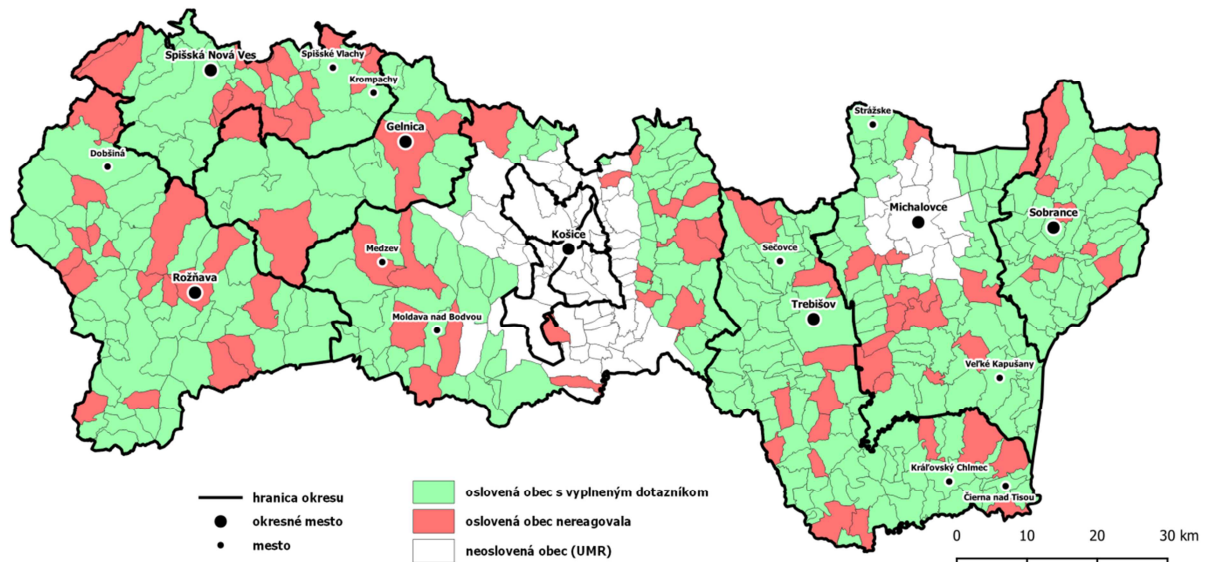 Spišská Nová Ves
Spišské Vlachy
Krompachy
Gelnica
Dobšiná
Strážske
Michalovce
Sobrance
Košice
Medzev
Sečovce
Rožňava
Trebišov
Moldava nad Bodvou
Veľké Kapušany
Kráľovský Chlmec
Čierna nad Tisou
hranica okresu
okresné mesto
mesto
oslovená obec s vyplneným dotazníkom
oslovená obec nereagovala
neoslovená obec (UMR)
0 10 20 30 km